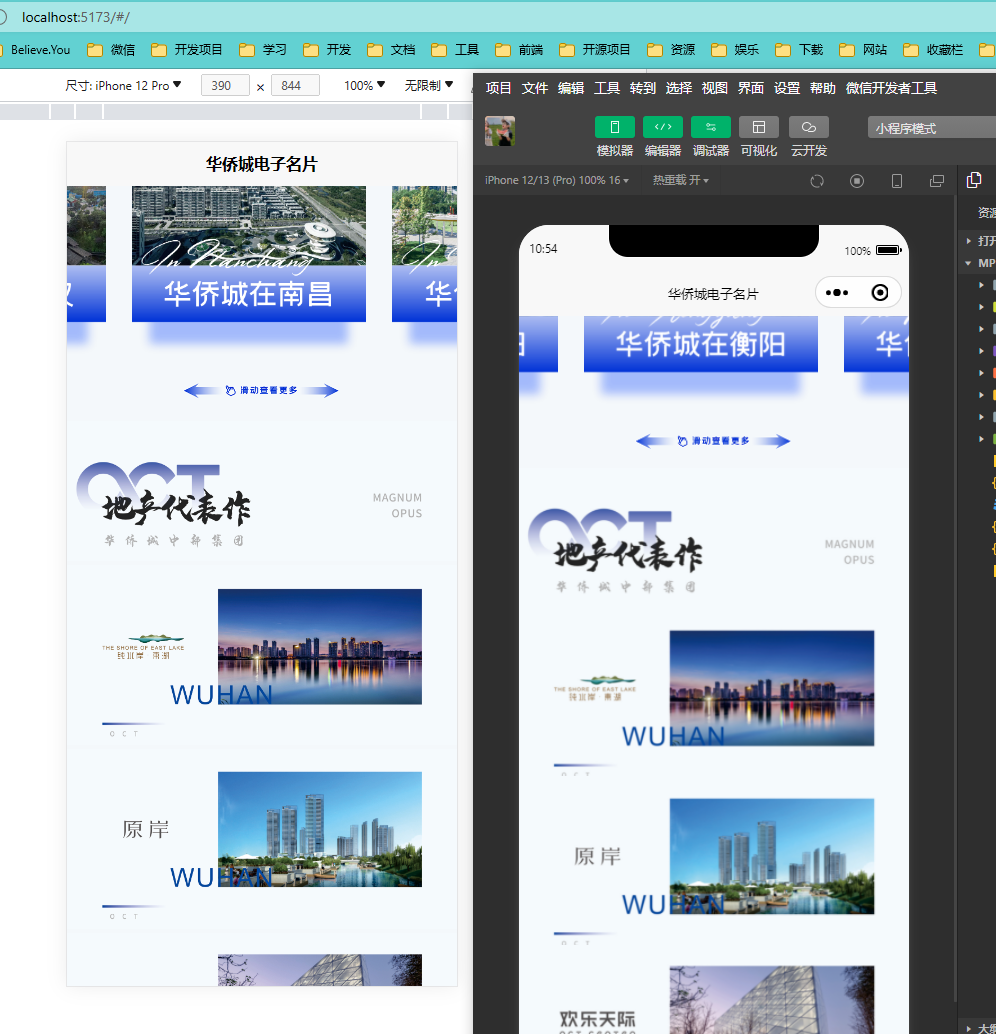 localhost:5173/#/
Believe.You 微信 开发项目 学习 开发 文档 工具 前端 开源项目 资源 娱乐 下载 网站 收藏栏
尺寸: iPhone 12 Pro 390 × 844 100% 无限制
华侨城电子名片
In Nanchang
华侨城在南昌
华
滑动查看更多
OCT
地产代表作
华侨城中部集团
MAGNUM
OPUS
THE SHORE OF EAST LAKE
纯北岸·东湖
WUHAN
OCT
原岸
WUHAN
OCT
项目 文件 编辑 工具 转到 选择 视图 界面 设置 帮助 微信开发者工具
模拟器 编辑器 调试器 可视化 云开发
小程序模式
iPhone 12/13 (Pro) 100% 16 热重载 开
资源
打开
MP
10:54 100%
华侨城电子名片
华侨城在衡阳
华
滑动查看更多
OCT
地产代表作
华侨城中部集团
MAGNUM
OPUS
THE SHORE OF EAST LAKE
纯北岸·东湖
WUHAN
OCT
原岸
WUHAN
OCT
欢乐天际
大纲